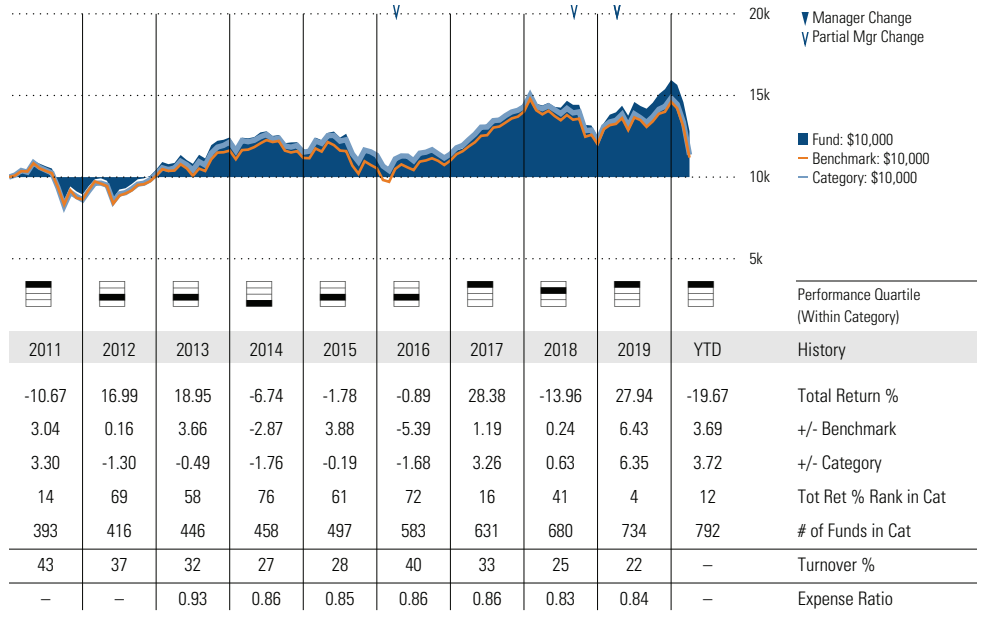 20k
Manager Change
Partial Mgr Change
15k
Fund: $10,000
Benchmark: $10,000
10k
Category: $10,000
5k
Performance Quartile
(Within Category)
2011 2012 2013 2014 2015 2016 2017 2018 2019 YTD History
-10.67 16.99 18.95 -6.74 -1.78 -0.89 28.38 -13.96 27.94 -19.67 Total Return %
3.04 0.16 3.66 -2.87 3.88 -5.39 1.19 0.24 6.43 3.69 +/- Benchmark
3.30 -1.30 -0.49 -1.76 -0.19 -1.68 3.26 0.63 6.35 3.72 +/- Category
14 69 58 76 61 72 16 41 4 12 Tot Ret % Rank in Cat
393 416 446 458 497 583 631 680 734 792 # of Funds in Cat
43 37 32 27 28 40 33 25 22 – Turnover %
– – 0.93 0.86 0.85 0.86 0.86 0.83 0.84 – Expense Ratio